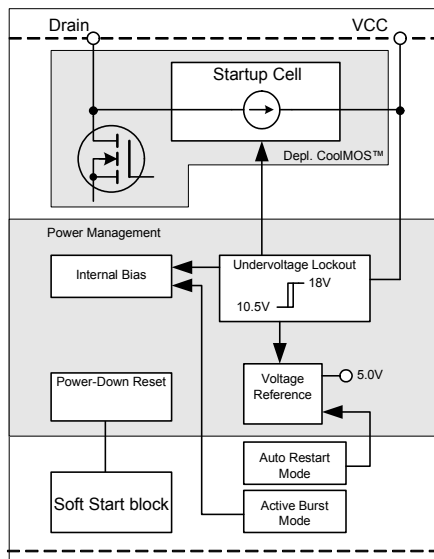 Drain
VCC
Startup Cell
Depl. CoolMOS™
Power Management
Internal Bias
Undervoltage Lockout
18V
10.5V
Power-Down Reset
Voltage
Reference
5.0V
Auto Restart
Mode
Soft Start block
Active Burst
Mode